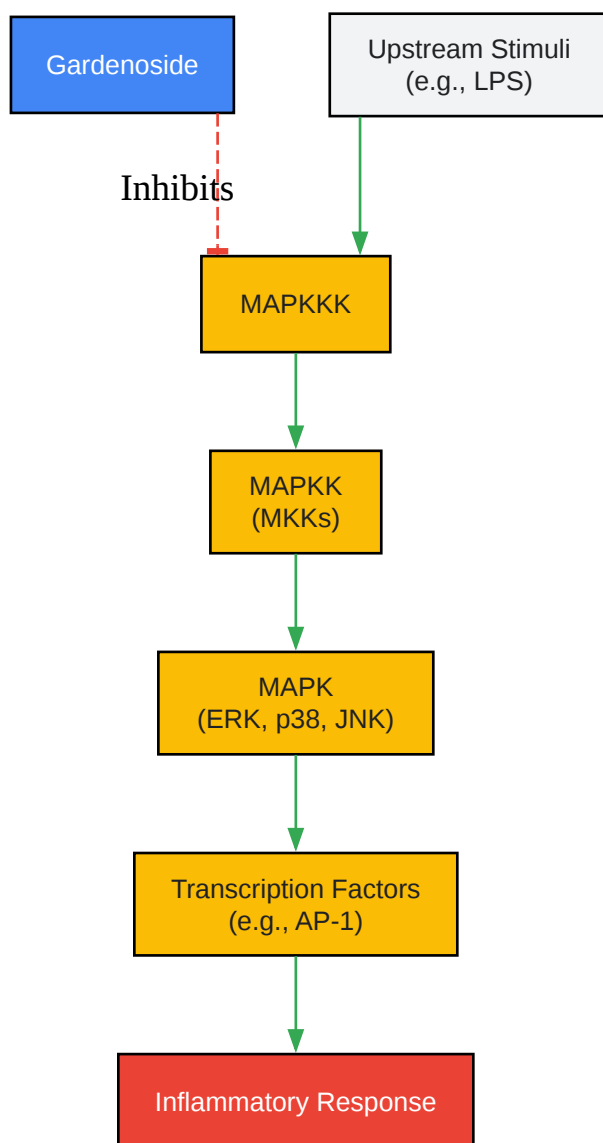 Gardenoside
Upstream Stimuli
(e.g., LPS)
Inhibits
MAPKKK
MAPKK
(MKKs)
MAPK
(ERK, p38, JNK)
Transcription Factors
(e.g., AP-1)
Inflammatory Response